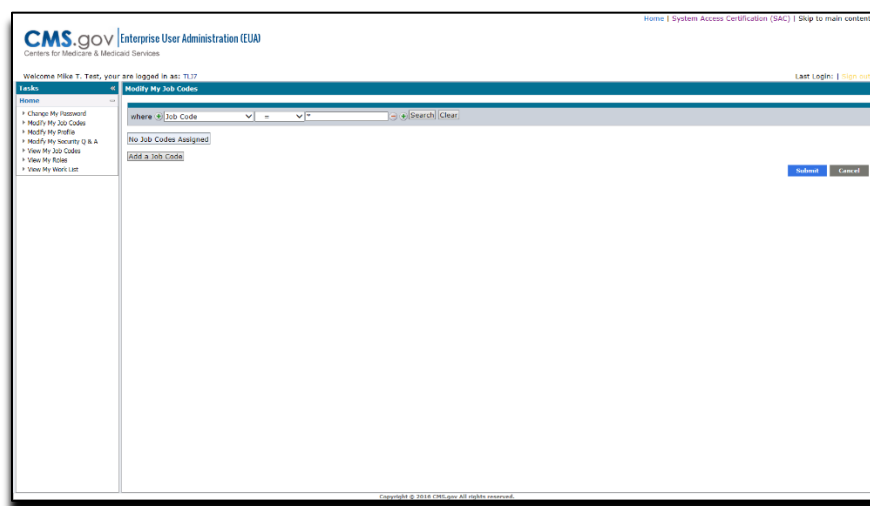 Home | System Access Certification (SAC) | Skip to main content
CMS.gov Enterprise User Administration (EUA)
Centers for Medicare & Medicaid Services
Welcome Mike T. Test, your are logged in as: TLI7
Last Login: | Sign out
Tasks «
Modify My Job Codes
Home
Change My Password
Modify My Job Codes
Modify My Profile
Modify My Security Q & A
View My Job Codes
View My Roles
View My Work List
where Job Code = * Search Clear
No Job Codes Assigned
Add a Job Code
Submit Cancel
Copyright © 2016 CMS.gov All rights reserved.